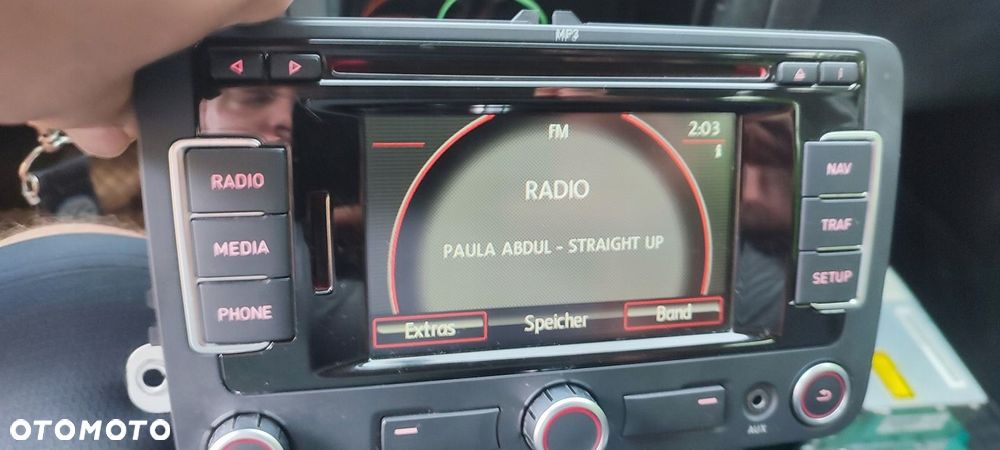 MP3
RADIO
MEDIA
PHONE
FM
2:03
RADIO
PAULA ABDUL - STRAIGHT UP
Extras
Speicher
Band
NAV
TRAF
SETUP
AUX
OTOMOTO